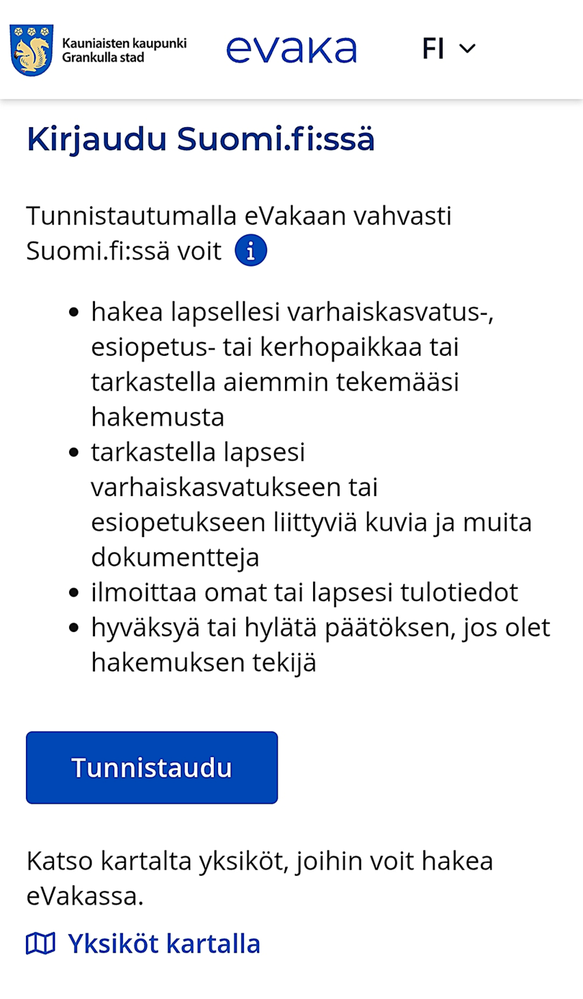 Kauniaisten kaupunki
Grankulla stad
evaka
FI
Kirjaudu Suomi.fi:ssä
Tunnistautumalla eVakaan vahvasti
Suomi.fi:ssä voit
hakea lapsellesi varhaiskasvatus-,
esiopetus- tai kerhopaikkaa tai
tarkastella aiemmin tekemääsi
hakemusta
tarkastella lapsesi
varhaiskasvatukseen tai
esiopetukseen liittyviä kuvia ja muita
dokumentteja
ilmoittaa omat tai lapsesi tulotiedot
hyväksyä tai hylätä päätöksen, jos olet
hakemuksen tekijä
Tunnistaudu
Katso kartalta yksiköt, joihin voit hakea
eVakassa.
Yksiköt kartalla